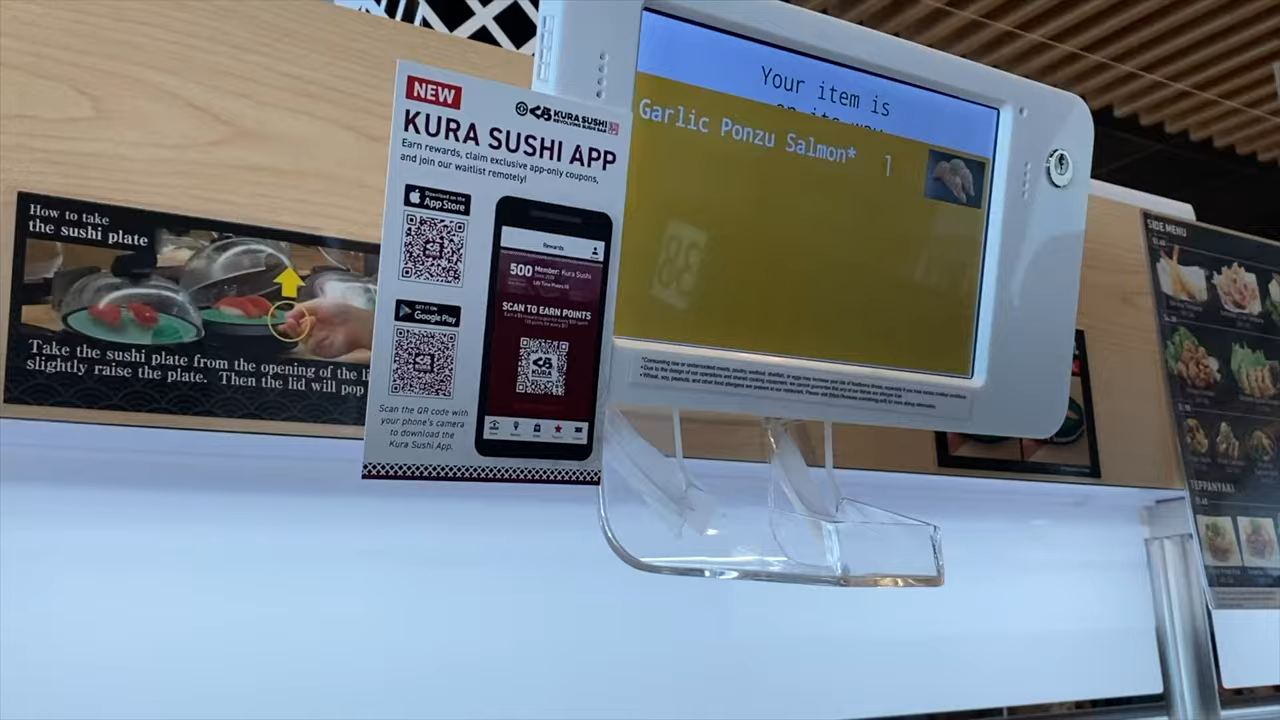 How to take
the sushi plate
Take the sushi plate from the opening of the li
slightly raise the plate. Then the lid will pop
NEW
KURA SUSHI
REVOLVING SUSHI BAR
KURA SUSHI APP
Earn rewards, claim exclusive app-only coupons,
and join our waitlist remotely!
Download on the
App Store
GET IT ON
Google Play
Rewards
500 Member: Kura Sushi
SCAN TO EARN POINTS
KURA
Scan the QR code with
your phone's camera
to download the
Kura Sushi App.
Your item is
Garlic Ponzu Salmon* 1
SIDE MENU
TEPPANYAKI